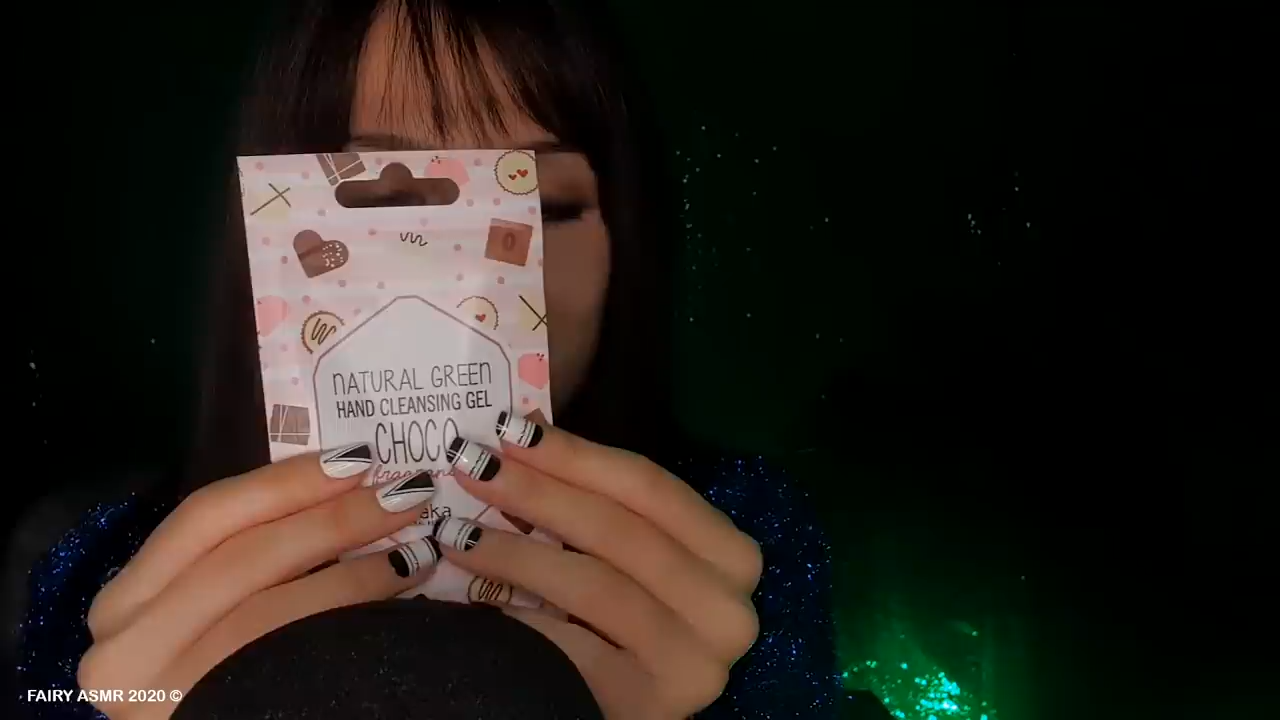 NATURAL GREEN
HAND CLEANSING GEL
CHOCO
FAIRY ASMR 2020 ©